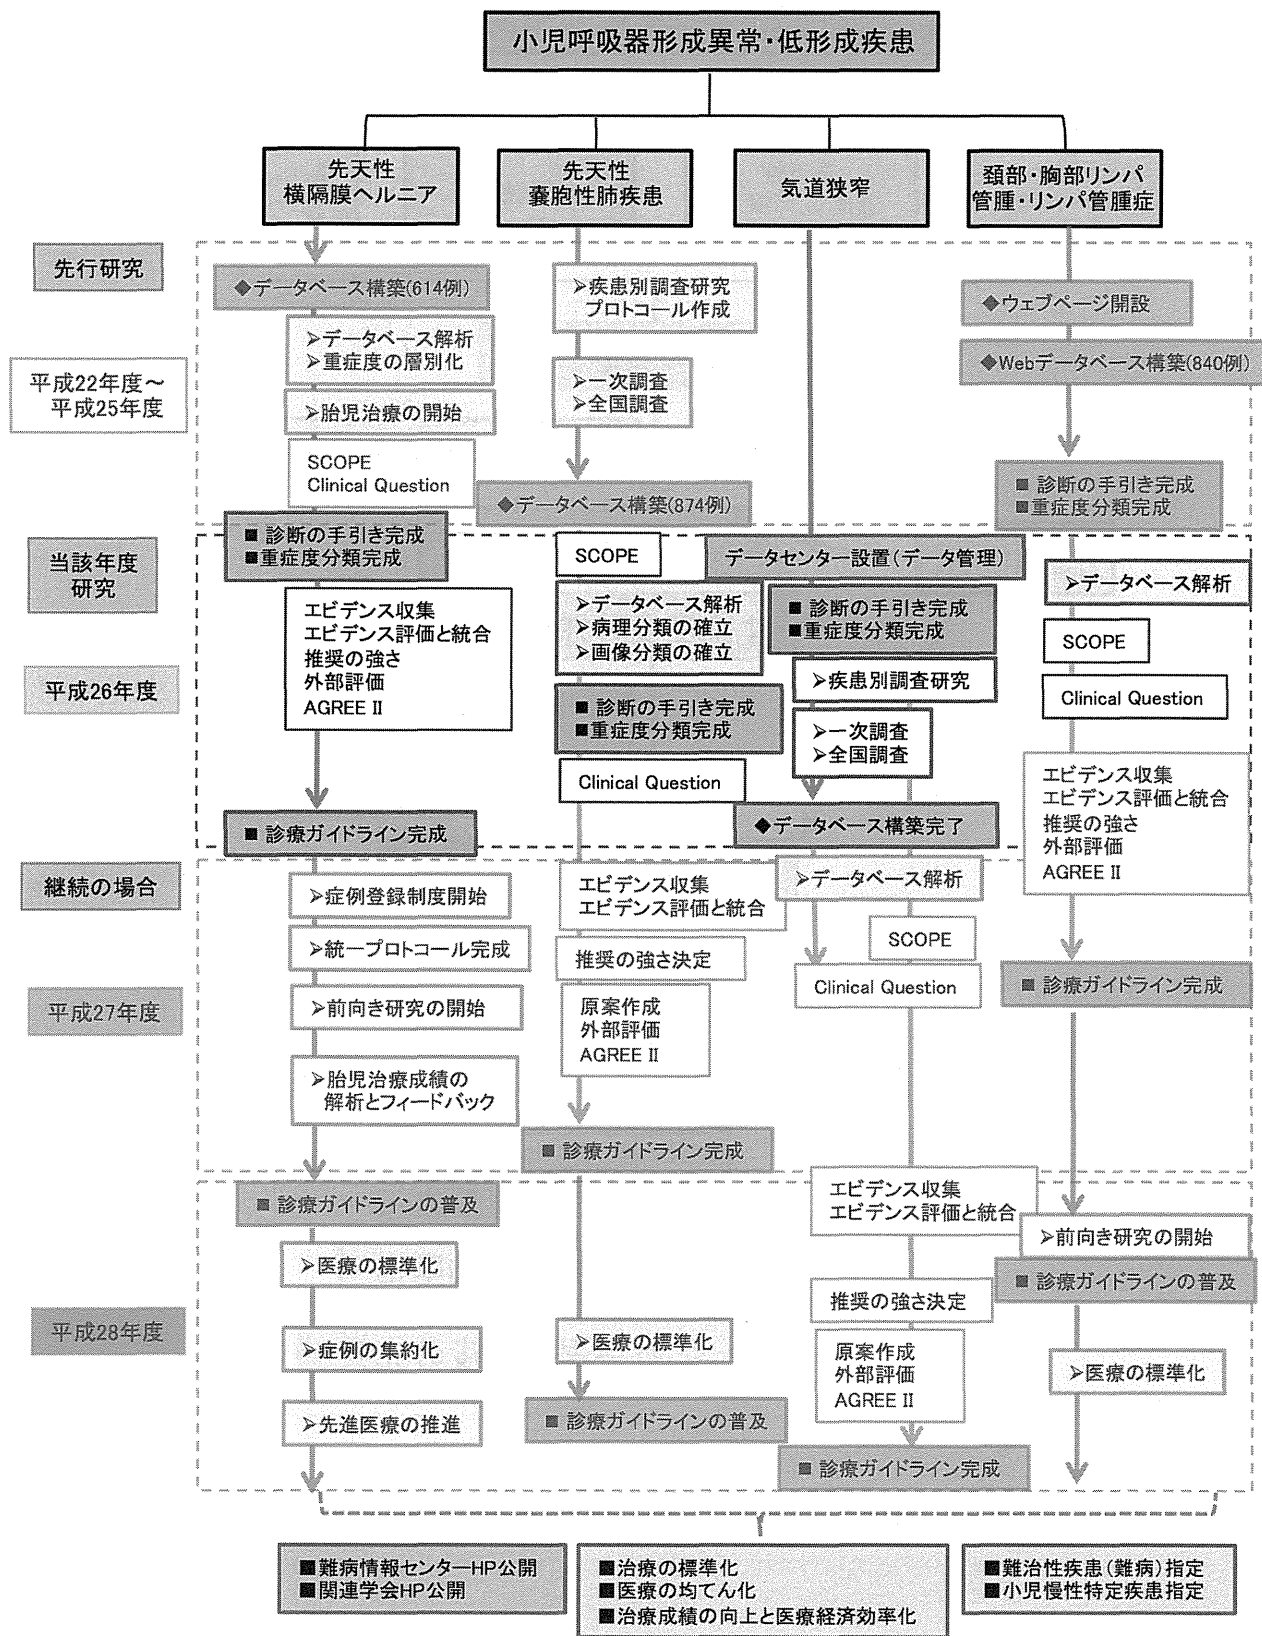 小児呼吸器形成異常・低形成疾患
先天性
横隔膜ヘルニア
先天性
嚢胞性肺疾患
気道狭窄
頚部・胸部リンパ
管腫・リンパ管腫症
先行研究
平成22年度～
平成25年度
◆データベース構築(614例)
➢データベース解析
➢重症度の層別化
➢胎児治療の開始
SCOPE
Clinical Question
➢疾患別調査研究
プロトコール作成
➢一次調査
➢全国調査
◆データベース構築(874例)
◆ウェブページ開設
◆Webデータベース構築(840例)
■ 診断の手引き完成
■重症度分類完成
当該年度
研究
平成26年度
■ 診断の手引き完成
■重症度分類完成
エビデンス収集
エビデンス評価と統合
推奨の強さ
外部評価
AGREE II
■ 診療ガイドライン完成
SCOPE
➢データベース解析
➢病理分類の確立
➢画像分類の確立
■ 診断の手引き完成
■重症度分類完成
Clinical Question
データセンター設置(データ管理)
■ 診断の手引き完成
■重症度分類完成
➢疾患別調査研究
➢一次調査
➢全国調査
◆データベース構築完了
➢データベース解析
SCOPE
Clinical Question
エビデンス収集
エビデンス評価と統合
推奨の強さ
外部評価
AGREE II
継続の場合
平成27年度
➢症例登録制度開始
➢統一プロトコール完成
➢前向き研究の開始
➢胎児治療成績の
解析とフィードバック
エビデンス収集
エビデンス評価と統合
推奨の強さ決定
原案作成
外部評価
AGREE II
■ 診療ガイドライン完成
➢データベース解析
SCOPE
Clinical Question
■ 診療ガイドライン完成
平成28年度
■ 診療ガイドラインの普及
➢医療の標準化
➢症例の集約化
➢先進医療の推進
➢医療の標準化
■ 診療ガイドラインの普及
エビデンス収集
エビデンス評価と統合
推奨の強さ決定
原案作成
外部評価
AGREE II
■ 診療ガイドライン完成
➢前向き研究の開始
■ 診療ガイドラインの普及
➢医療の標準化
■難病情報センターHP公開
■関連学会HP公開
■治療の標準化
■医療の均てん化
■治療成績の向上と医療経済効率化
■難治性疾患(難病)指定
■小児慢性特定疾患指定